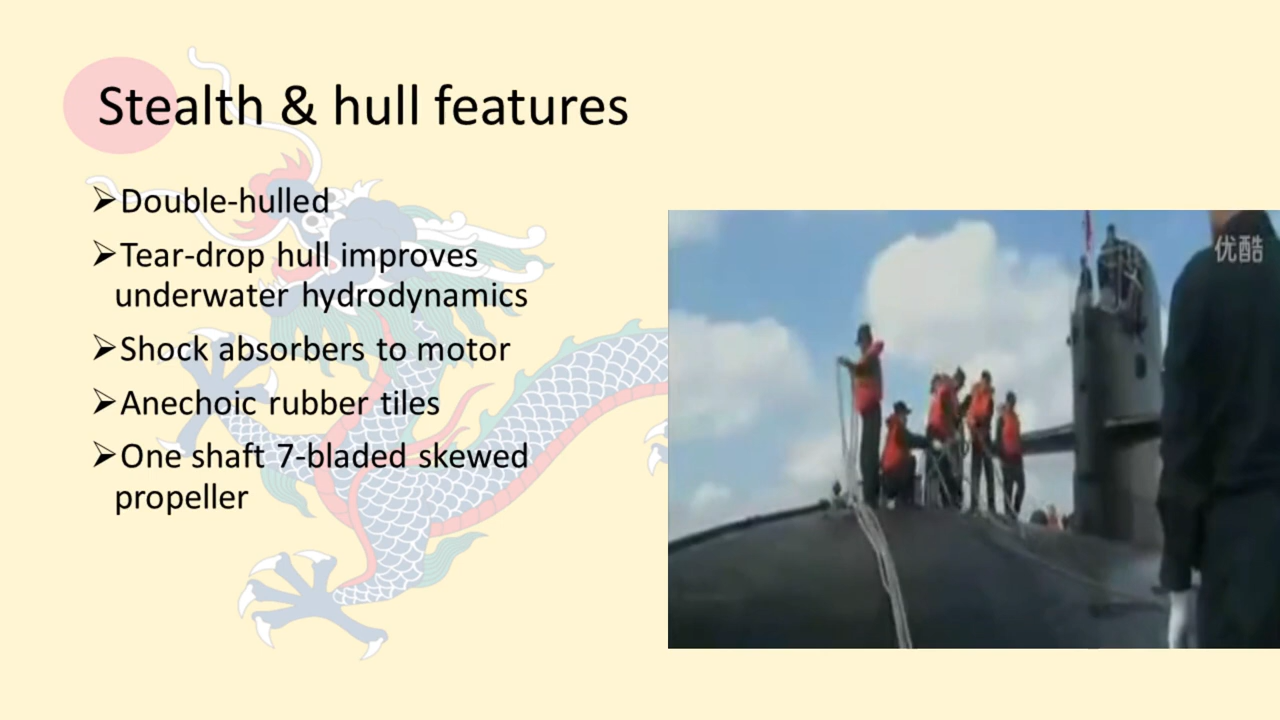 Stealth & hull features
➢Double-hulled
➢Tear-drop hull improves
underwater hydrodynamics
➢Shock absorbers to motor
➢Anechoic rubber tiles
➢One shaft 7-bladed skewed
propeller
优酷